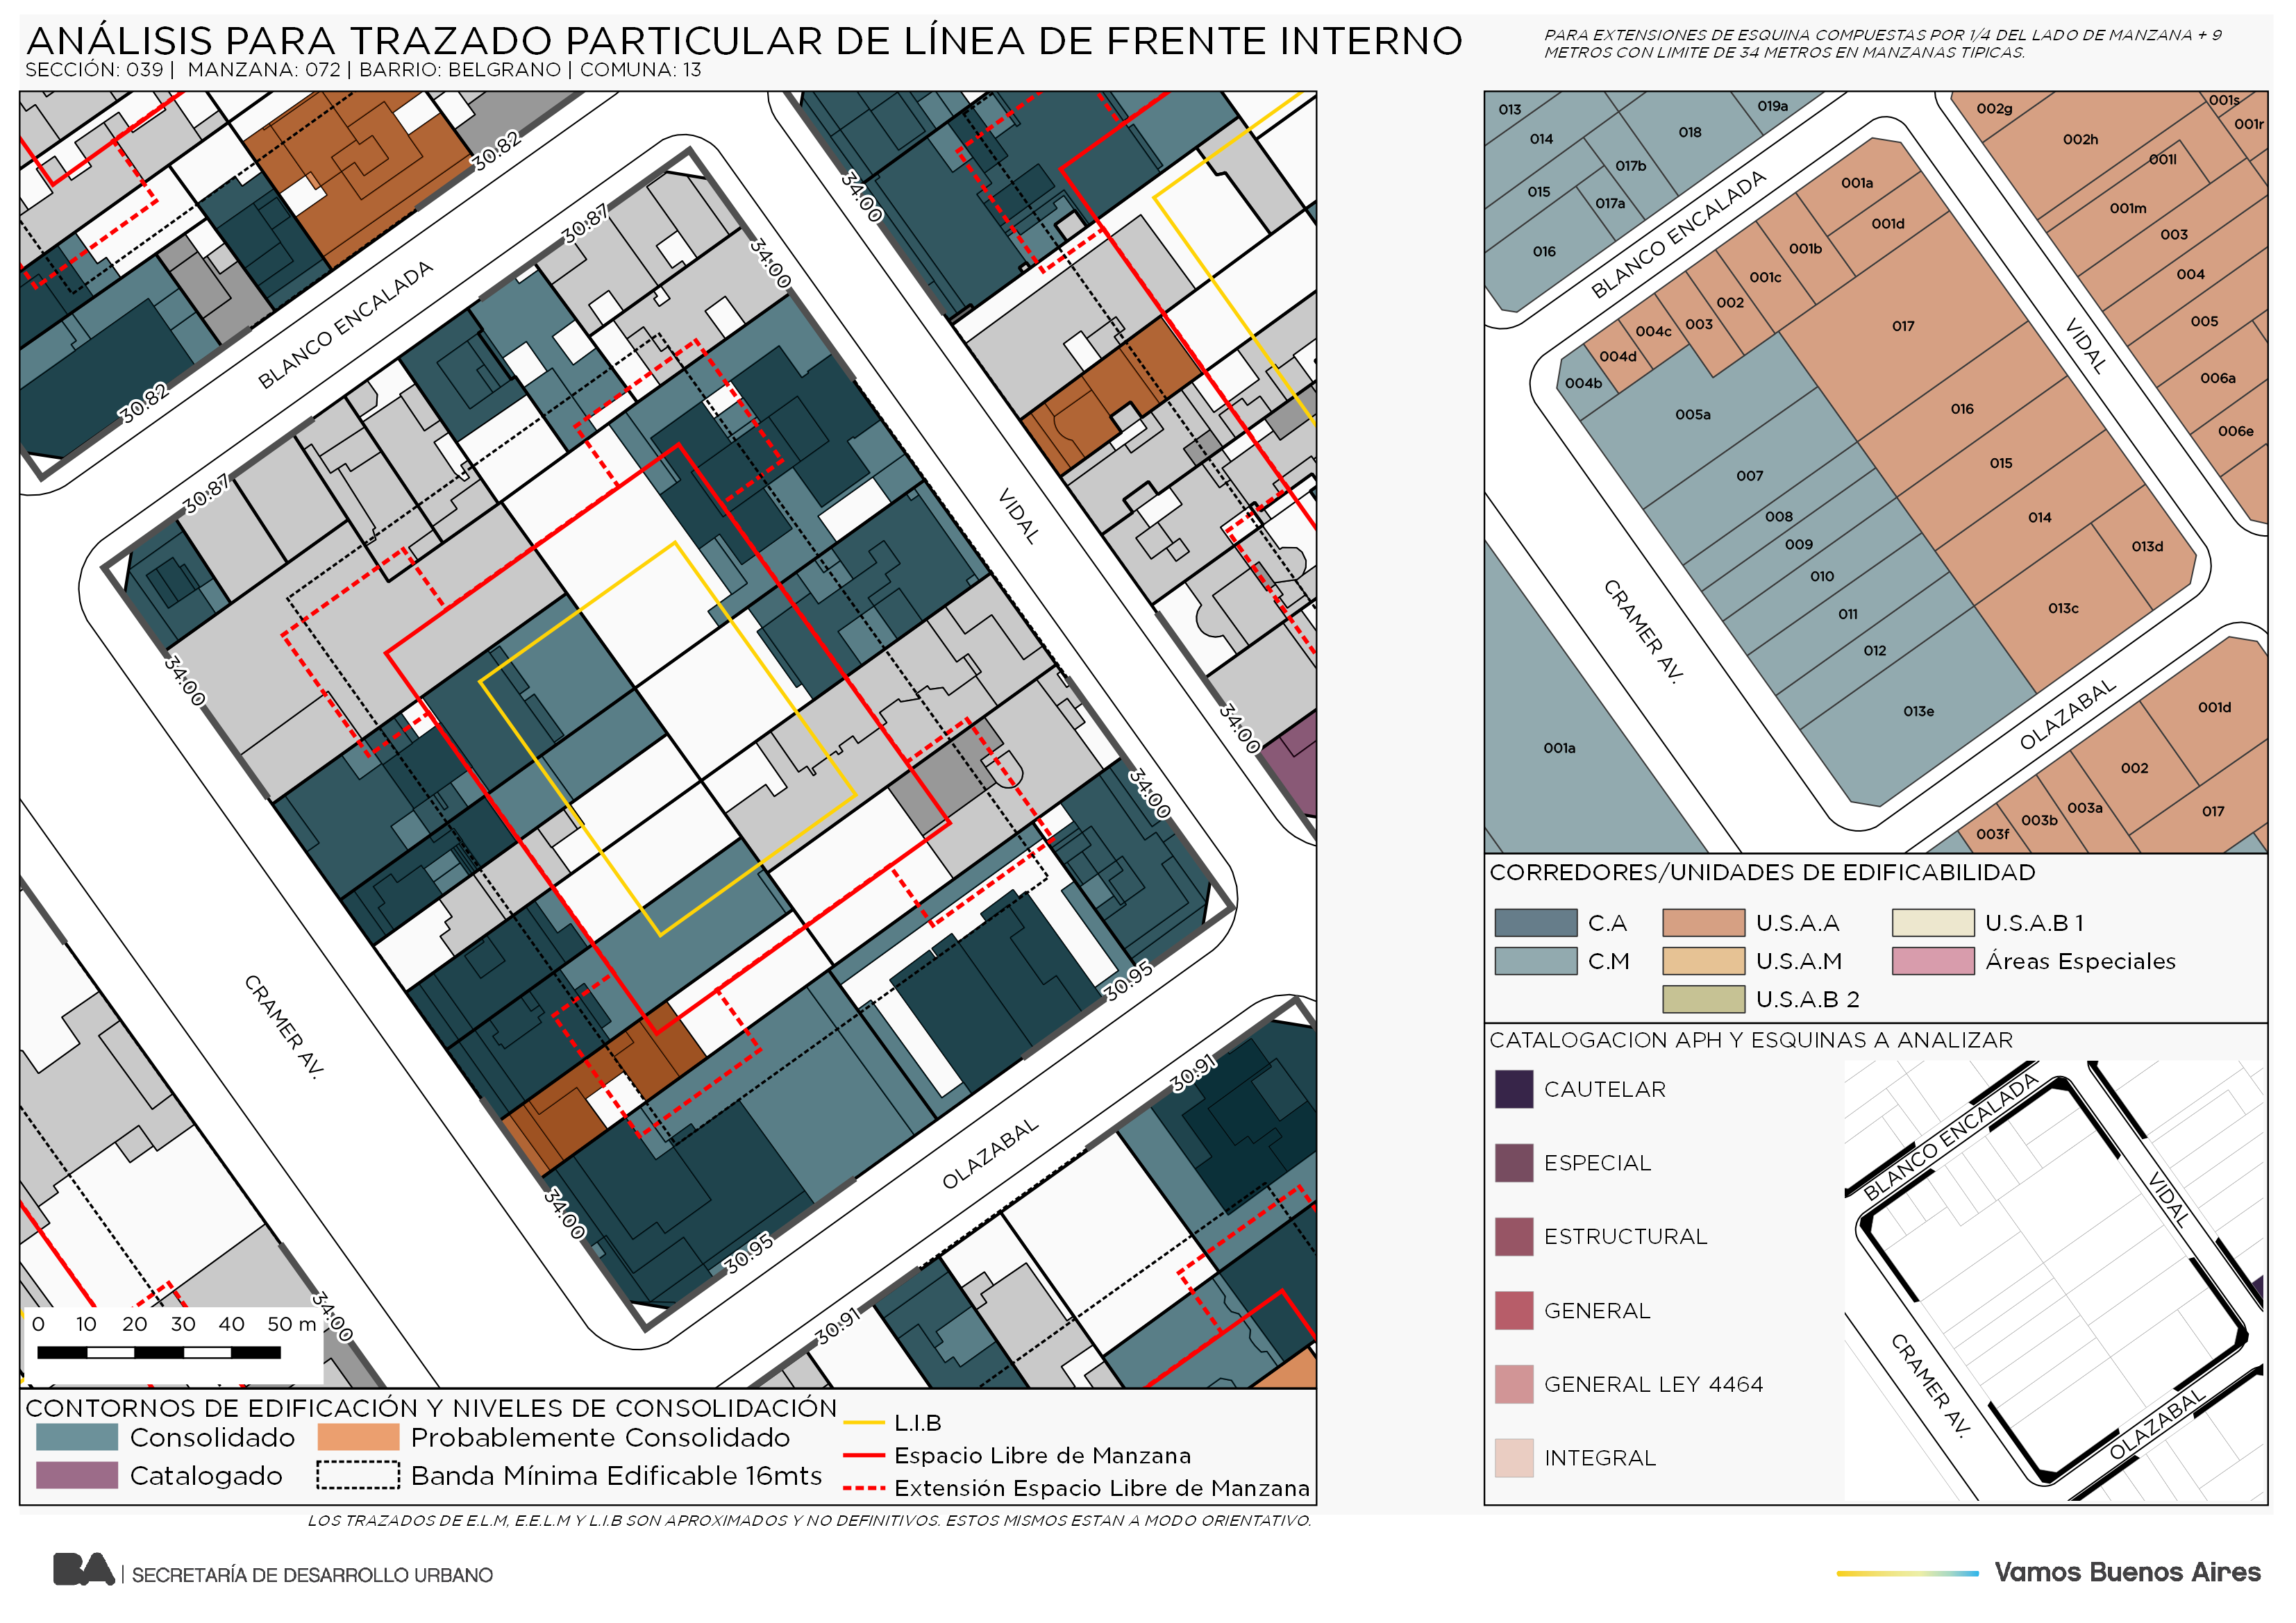 ANÁLISIS PARA TRAZADO PARTICULAR DE LÍNEA DE FRENTE INTERNO
SECCIÓN: 039 | MANZANA: 072 | BARRIO: BELGRANO | COMUNA: 13
PARA EXTENSIONES DE ESQUINA COMPUESTAS POR 1/4 DEL LADO DE MANZANA + 9
METROS CON LIMITE DE 34 METROS EN MANZANAS TIPICAS.
30.82
34.00
30.87
34.00
BLANCO ENCALADA
30.82
30.87
VIDAL
34.00
34.00
34.00
CRAMER AV.
30.95
30.91
OLAZABAL
34.00
30.95
34.00
30.91
0 10 20 30 40 50 m
CONTORNOS DE EDIFICACIÓN Y NIVELES DE CONSOLIDACIÓN
Consolidado
Probablemente Consolidado
Catalogado
Banda Mínima Edificable 16mts
L.I.B
Espacio Libre de Manzana
Extensión Espacio Libre de Manzana
LOS TRAZADOS DE E.L.M, E.E.L.M Y L.I.B SON APROXIMADOS Y NO DEFINITIVOS. ESTOS MISMOS ESTAN A MODO ORIENTATIVO.
013
014
015
016
017a
017b
018
019a
002g
002h
001s
001r
001l
001m
003
004
005
006a
006e
BLANCO ENCALADA
VIDAL
001a
001d
001b
001c
002
003
004c
004d
004b
005a
017
016
015
014
013d
013c
007
008
009
010
011
012
013e
CRAMER AV.
OLAZABAL
001a
001d
002
003a
003b
003f
017
CORREDORES/UNIDADES DE EDIFICABILIDAD
C.A
U.S.A.A
U.S.A.B 1
C.M
U.S.A.M
Áreas Especiales
U.S.A.B 2
CATALOGACION APH Y ESQUINAS A ANALIZAR
CAUTELAR
ESPECIAL
ESTRUCTURAL
GENERAL
GENERAL LEY 4464
INTEGRAL
BLANCO ENCALADA
VIDAL
CRAMER AV.
OLAZABAL
BA | SECRETARÍA DE DESARROLLO URBANO
Vamos Buenos Aires